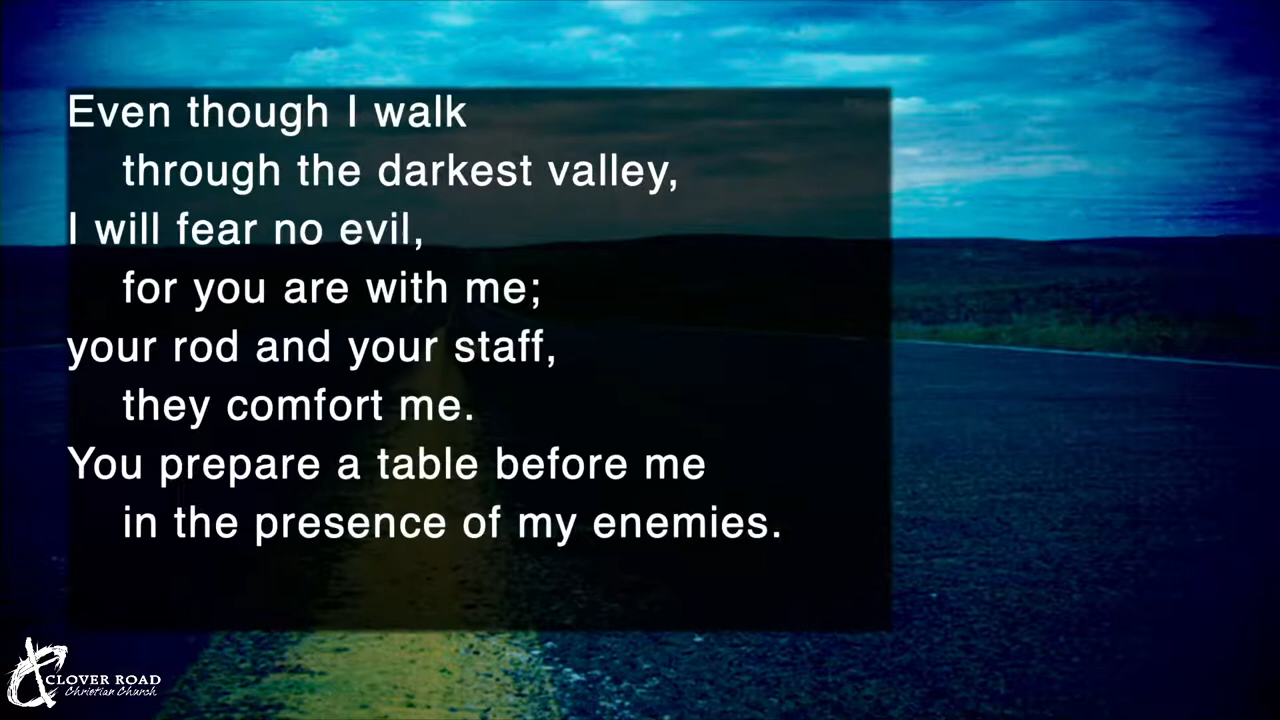 Even though I walk
through the darkest valley,
I will fear no evil,
for you are with me;
your rod and your staff,
they comfort me.
You prepare a table before me
in the presence of my enemies.
CLOVER ROAD
Christian Church